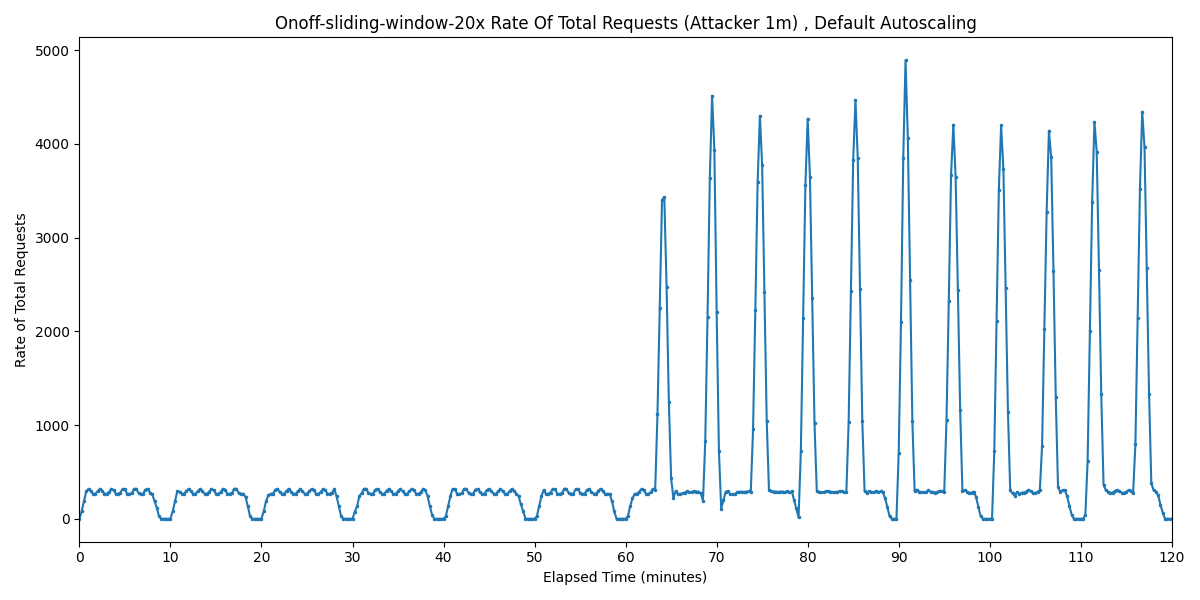 Onoff-sliding-window-20x Rate Of Total Requests (Attacker 1m) , Default Autoscaling
5000
4000
3000
2000
1000
0
Rate of Total Requests
0 10 20 30 40 50 60 70 80 90 100 110 120
Elapsed Time (minutes)